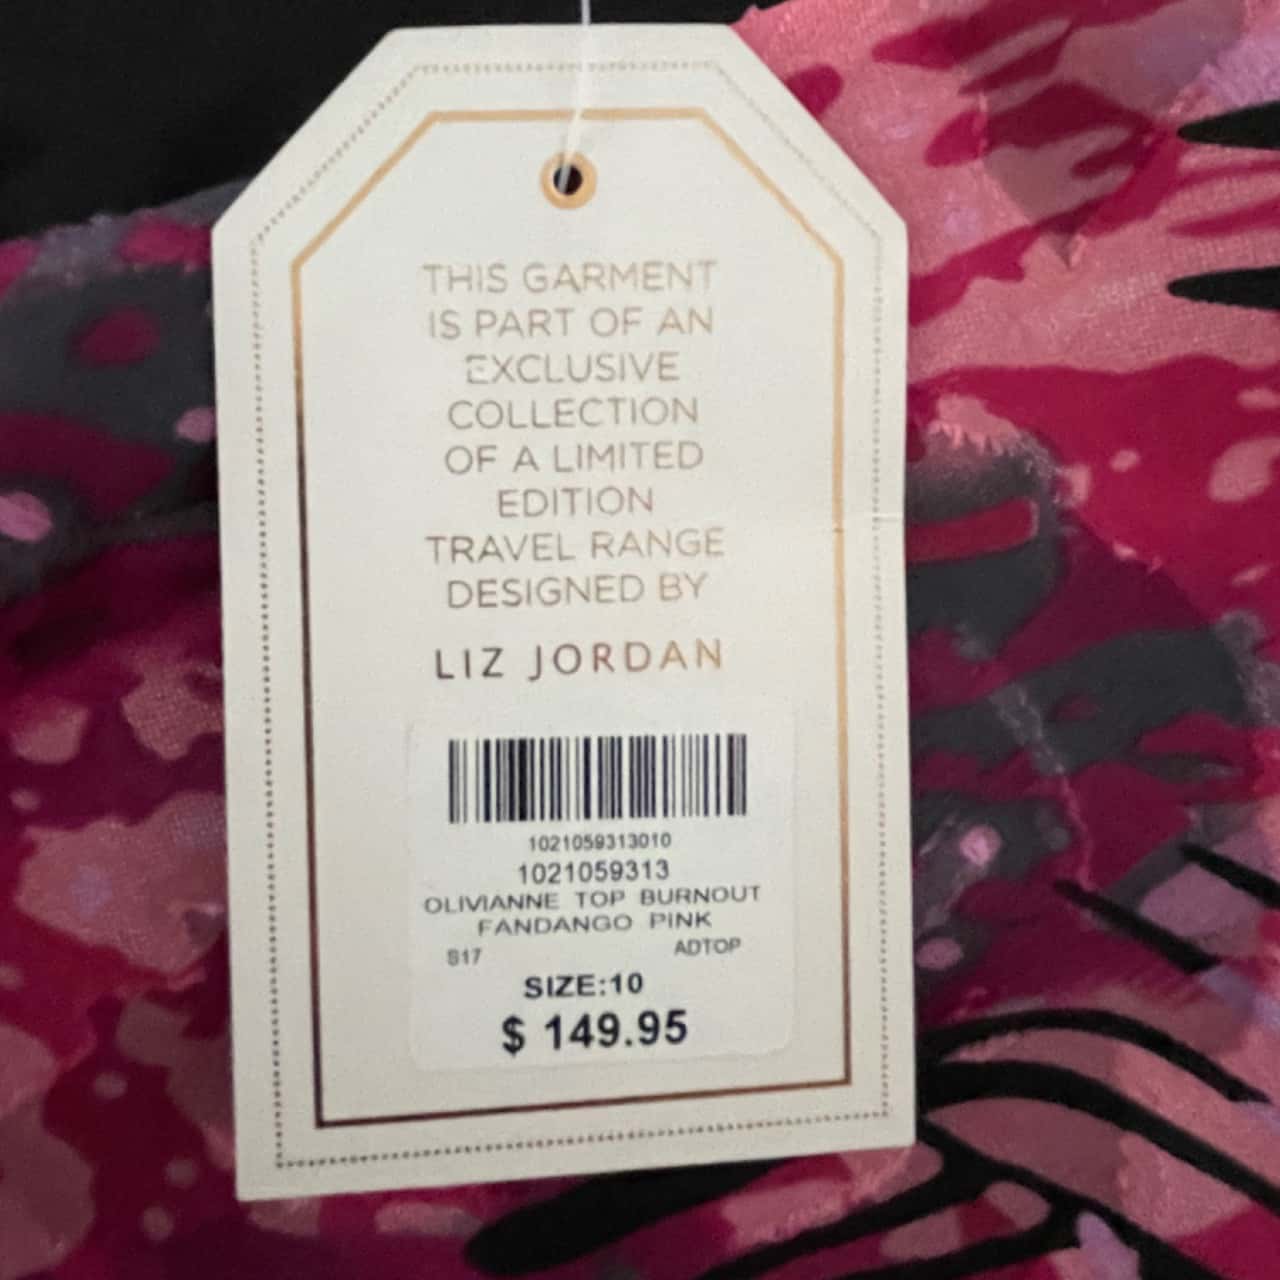 THIS GARMENT
IS PART OF AN
EXCLUSIVE
COLLECTION
OF A LIMITED
EDITION
TRAVEL RANGE
DESIGNED BY
LIZ JORDAN
1021059313010
1021059313
OLIVIANNE TOP BURNOUT
FANDANGO PINK
S17 ADTOP
SIZE:10
$ 149.95